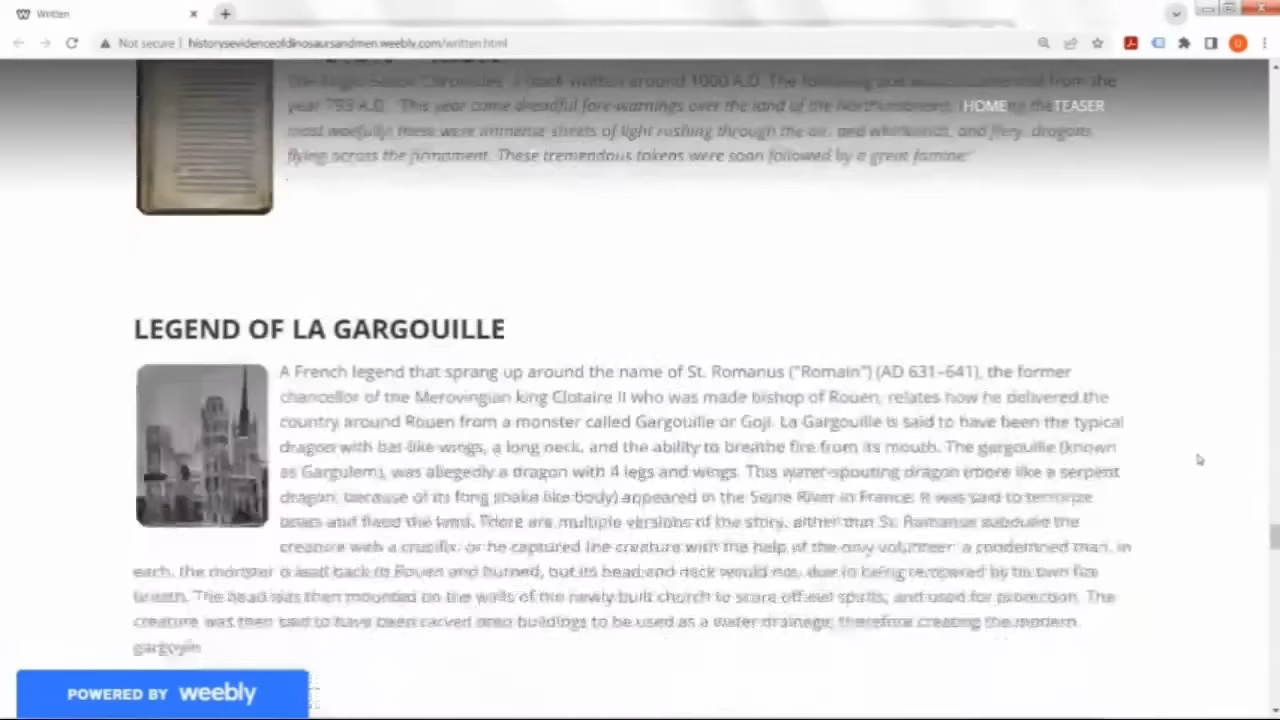 Written
Not secure | historysevidenceofdinosaursandmen.weebly.com/written.html
HOME TEASER
book written around 1000 A.D. The following from the
year 793 A.D. "This year came dreadful fore-warnings over the land of the
most woefully: these were immense sheets of light rushing through the air, and whirlwinds, and fiery, dragons
flying across the firmament. These tremendous tokens were soon followed by a great famine:"
LEGEND OF LA GARGOUILLE
A French legend that sprang up around the name of St. Romanus ("Romain") (AD 631–641), the former
chancellor of the Merovingian king Clotaire II who was made bishop of Rouen, relates how he delivered the
country around Rouen from a monster called Gargouille or Goji. La Gargouille is said to have been the typical
dragon with bat-like wings, a long neck, and the ability to breathe fire from its mouth. The gargouille (known
as Gargulem), was allegedly a dragon with 4 legs and wings. This water-spouting dragon (more like a serpent
dragon, because of its long snake like body) appeared in the Seine River in France. It was said to terrorize
and flood the land. There are multiple versions of the story, either that St. Romanus subdued the
creature with a crucifix, or he captured the creature with the help of the only volunteer, a condemned man. In
each, the monster is lead back to Rouen and burned, but its head and neck would not, due to being tempered by its own fire
breath. The head was then mounted on the walls of the newly built church to scare off evil spirits, and used for protection. The
creature was then said to have been carved onto buildings to be used as a water drainage, therefore creating the modern
gargoyle
POWERED BY weebly